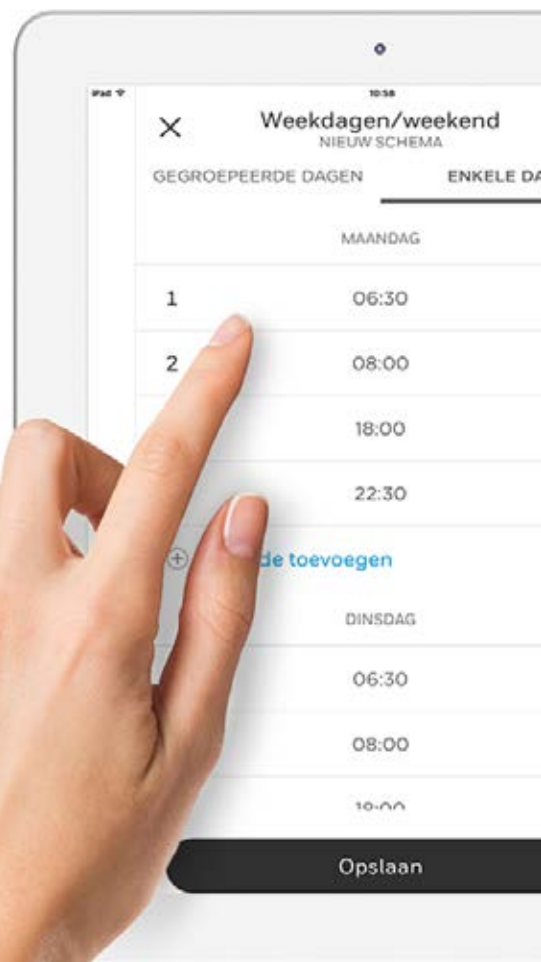 iPad 10:58
Weekdagen/weekend
NIEUW SCHEMA
GEGROEPEERDE DAGEN ENKELE
MAANDAG
1 06:30
2 08:00
18:00
22:30
toevoegen
DINSDAG
06:30
08:00
Opslaan